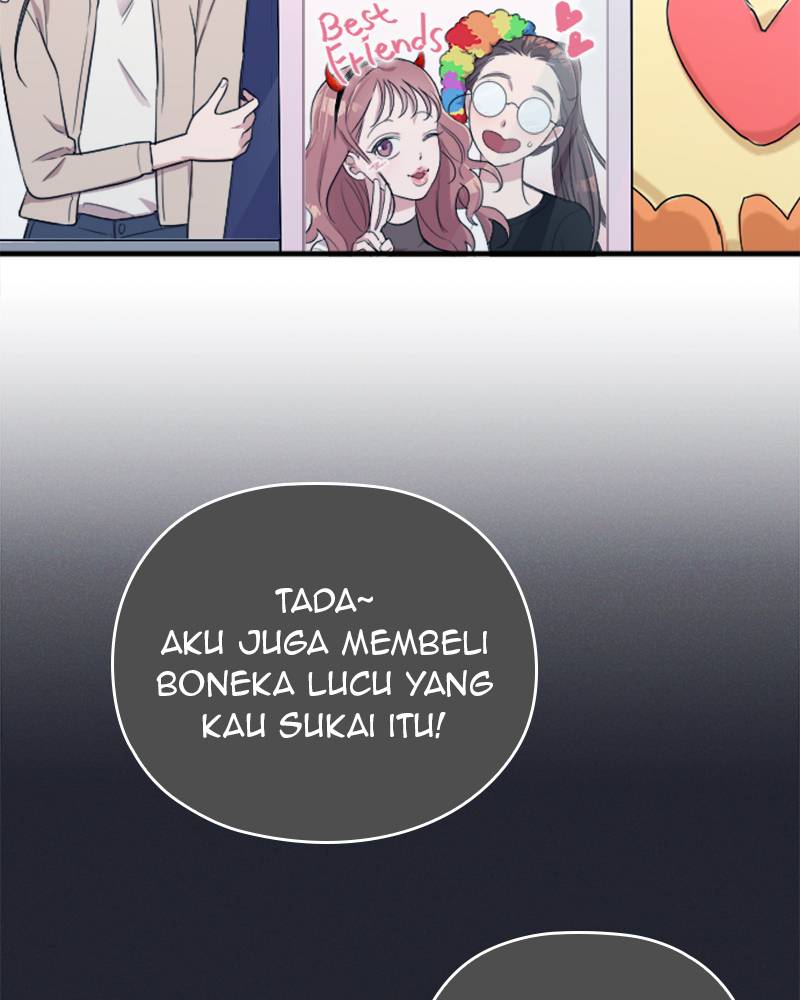 Best
Friends
TADA~
AKU JUGA MEMBELI
BONEKA LUCU YANG
KAU SUKAI ITU!